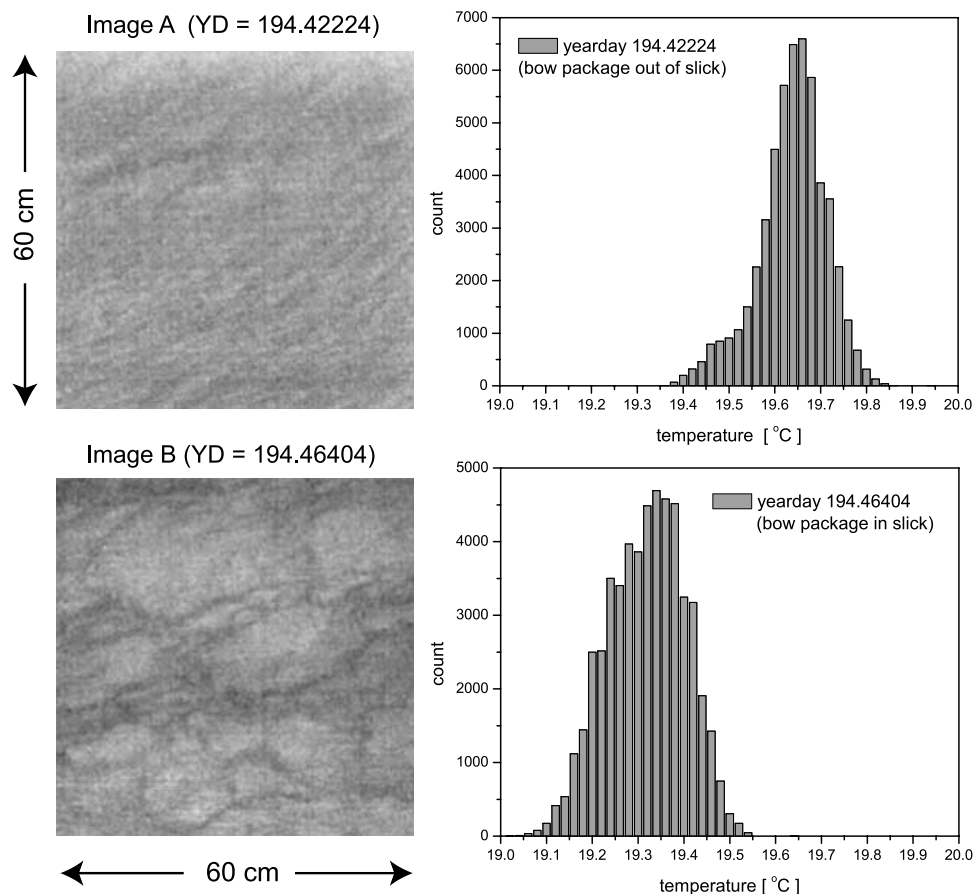 Image A (YD = 194.42224)
60 cm
7000
6000
5000
4000
3000
2000
1000
0
count
yearday 194.42224
(bow package out of slick)
19.0 19.1 19.2 19.3 19.4 19.5 19.6 19.7 19.8 19.9 20.0
temperature [ °C ]
Image B (YD = 194.46404)
60 cm
5000
4000
3000
2000
1000
0
count
yearday 194.46404
(bow package in slick)
19.0 19.1 19.2 19.3 19.4 19.5 19.6 19.7 19.8 19.9 20.0
temperature [ °C ]